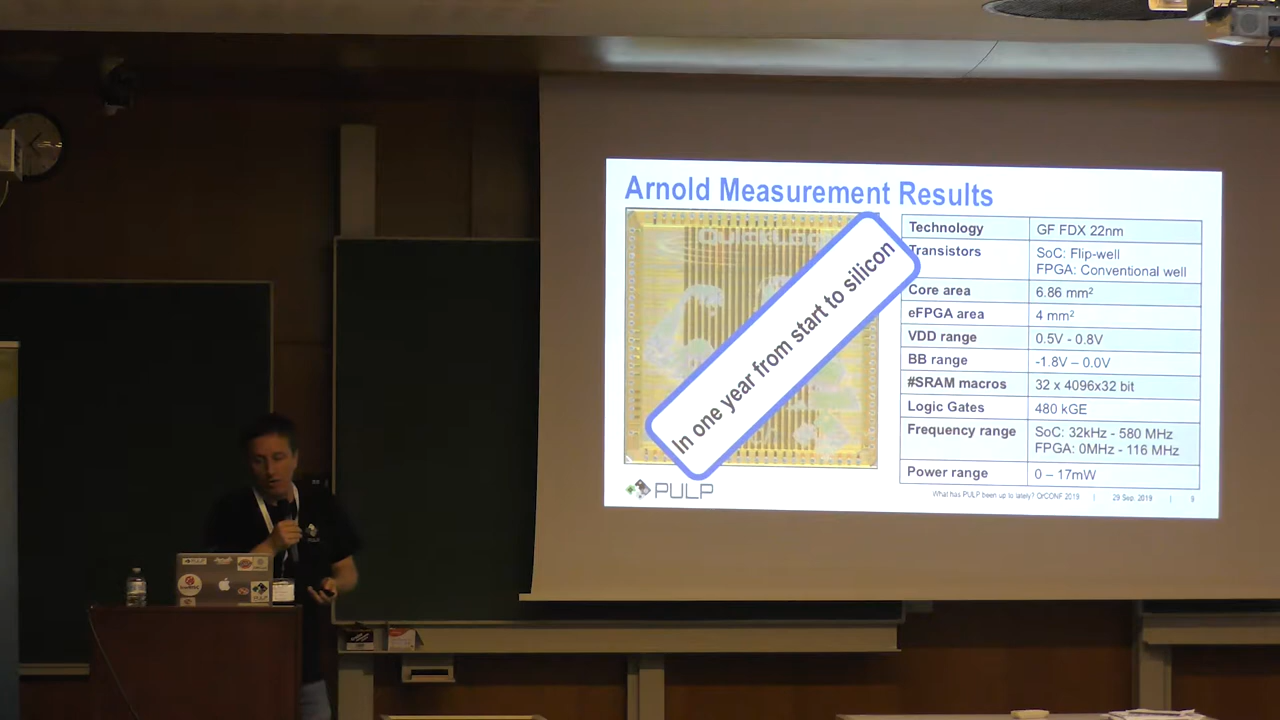 Arnold Measurement Results
QUICKLOGIC
In one year from start to silicon
Technology GF FDX 22nm
Transistors SoC: Flip-well
FPGA: Conventional well
Core area 6.86 mm²
eFPGA area 4 mm²
VDD range 0.5V - 0.8V
BB range -1.8V – 0.0V
#SRAM macros 32 x 4096x32 bit
Logic Gates 480 kGE
Frequency range SoC: 32kHz - 580 MHz
FPGA: 0MHz - 116 MHz
Power range 0 – 17mW
PULP
What has PULP been up to lately? OrCONF 2019 | 29 Sep. 2019 | 9
PULP
PULP